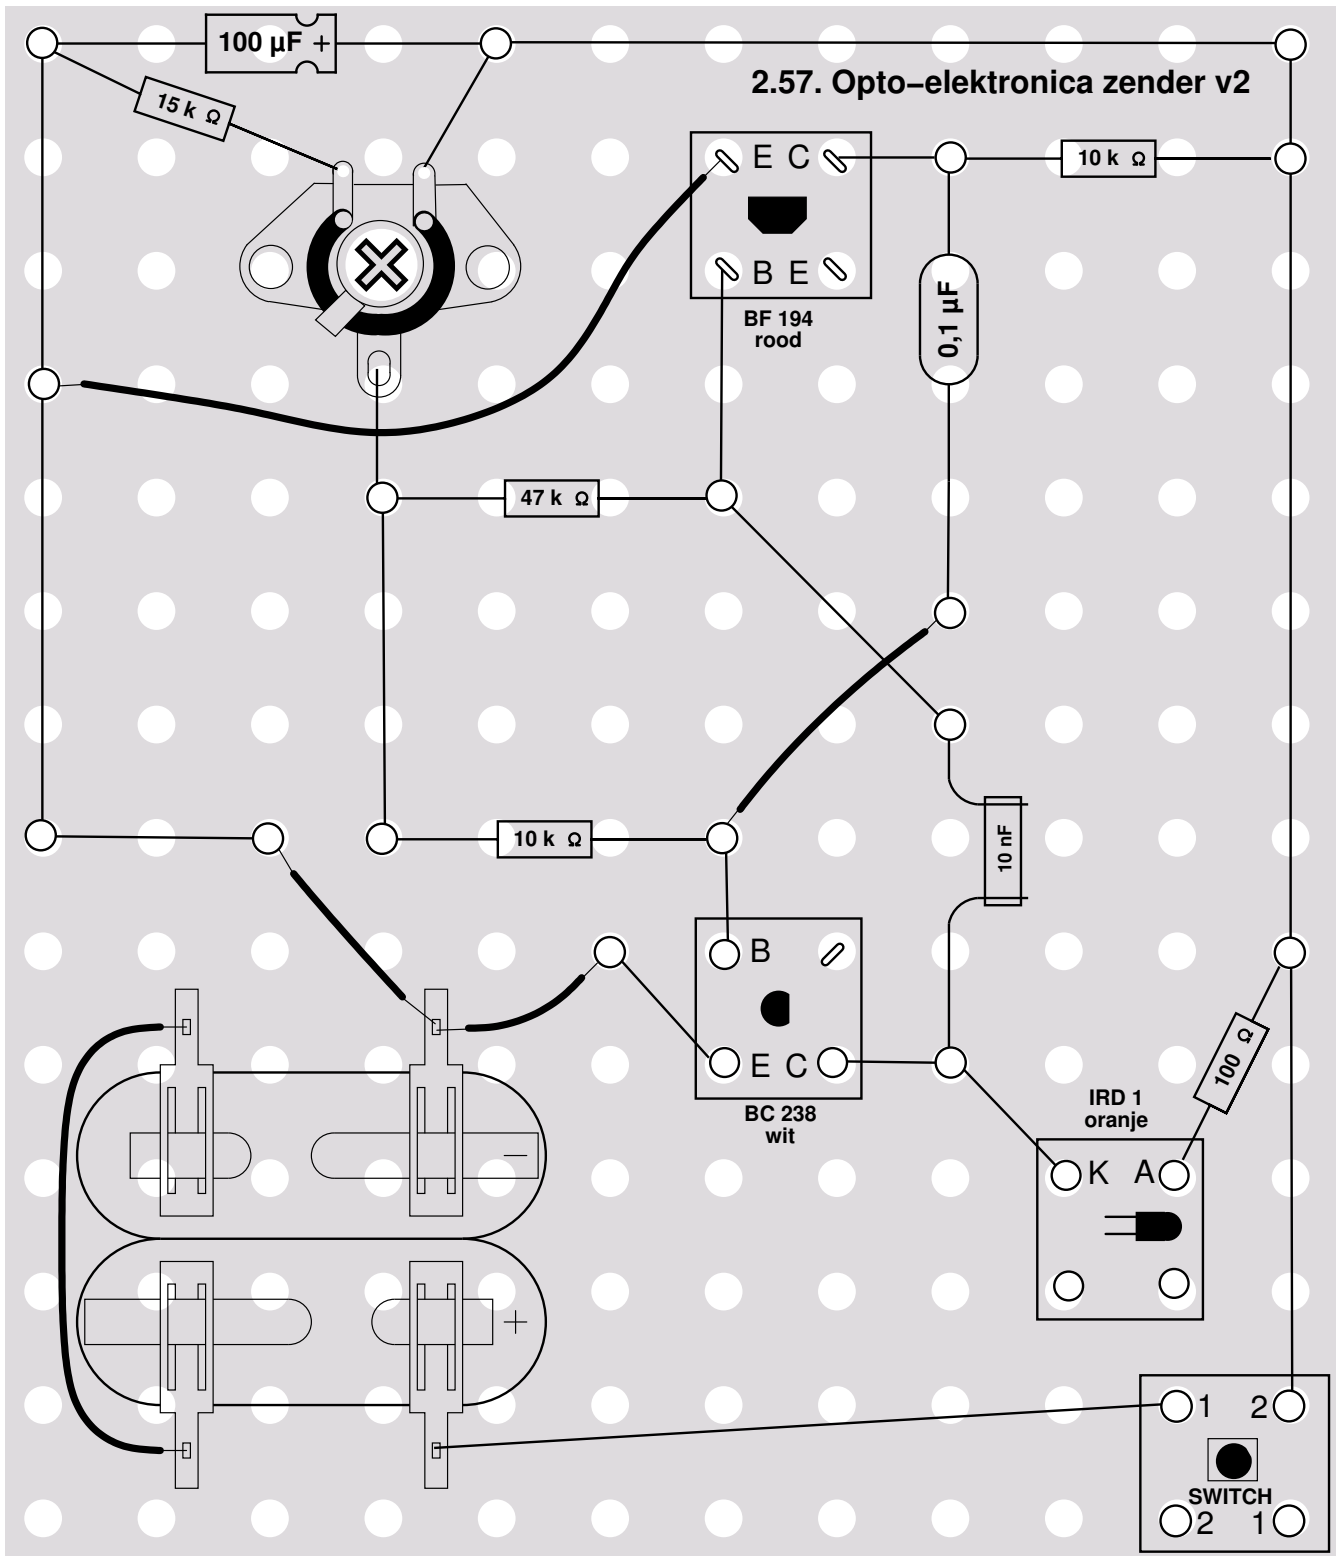 100 µF +
2.57. Opto–elektronica zender v2
15 k Ω
E C
10 k Ω
B E
0,1 µF
BF 194
rood
47 k Ω
10 k Ω
10 nF
B
E C
BC 238
wit
100 Ω
IRD 1
oranje
K A
–
+
1 2
SWITCH
2 1